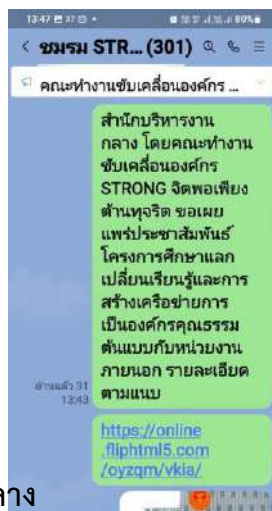 13:47
80%
ชมรม STR... (301)
คณะทำงานขับเคลื่อนองค์กร ...
สำนักบริหารงาน
กลาง โดยคณะทำงาน
ขับเคลื่อนองค์กร
STRONG จิตพอเพียง
ต้านทุจริต ขอเผย
แพร่ประชาสัมพันธ์
โครงการศึกษาแลก
เปลี่ยนเรียนรู้และการ
สร้างเครือข่ายการ
เป็นองค์กรคุณธรรม
ต้นแบบกับหน่วยงาน
ภายนอก รายละเอียด
ตามแนบ
อ่านแล้ว 31
13:43
https://online
.fliphtml5.com
/oyzqm/vkia/